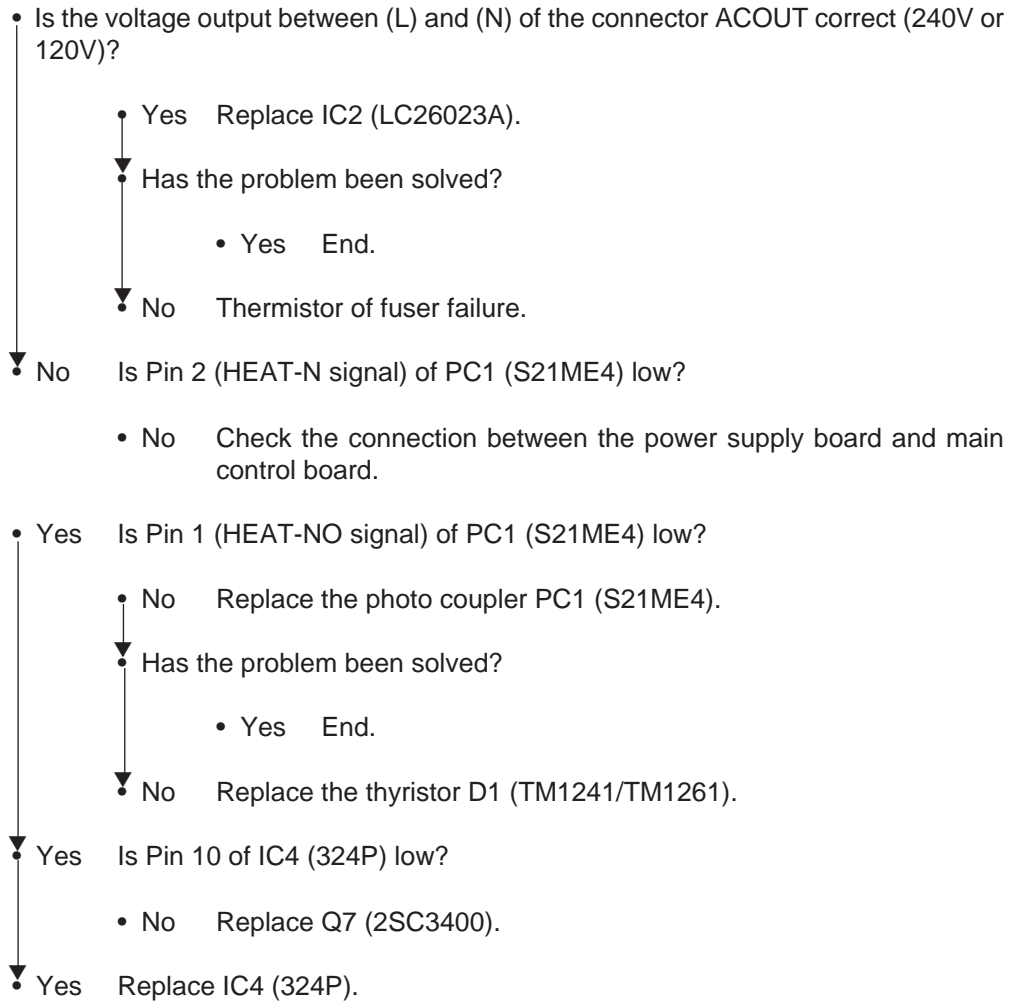 • Is the voltage output between (L) and (N) of the connector ACOUT correct (240V or
120V)?
• Yes Replace IC2 (LC26023A).
• Has the problem been solved?
• Yes End.
• No Thermistor of fuser failure.
• No Is Pin 2 (HEAT-N signal) of PC1 (S21ME4) low?
• No Check the connection between the power supply board and main
control board.
• Yes Is Pin 1 (HEAT-NO signal) of PC1 (S21ME4) low?
• No Replace the photo coupler PC1 (S21ME4).
• Has the problem been solved?
• Yes End.
• No Replace the thyristor D1 (TM1241/TM1261).
• Yes Is Pin 10 of IC4 (324P) low?
• No Replace Q7 (2SC3400).
• Yes Replace IC4 (324P).